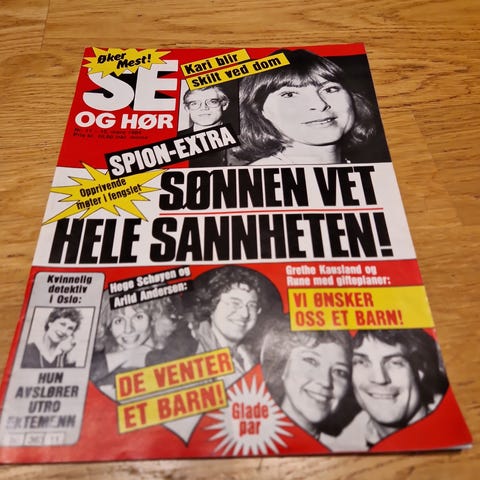 Øker
Mest!
SE
OG HØR
Kari blir
skilt ved dom
SPION-EXTRA
Opprivende
møter i fengslet
SØNNEN VET
HELE SANNHETEN!
Kvinnelig
detektiv
i Oslo:
HUN
AVSLØRER
UTRO
EKTEMENN
Hege Schøyen og
Arild Andersen:
DE VENTER
ET BARN!
Glade
par
Grethe Kausland og
Rune med gifteplaner:
VI ØNSKER
OSS ET BARN!